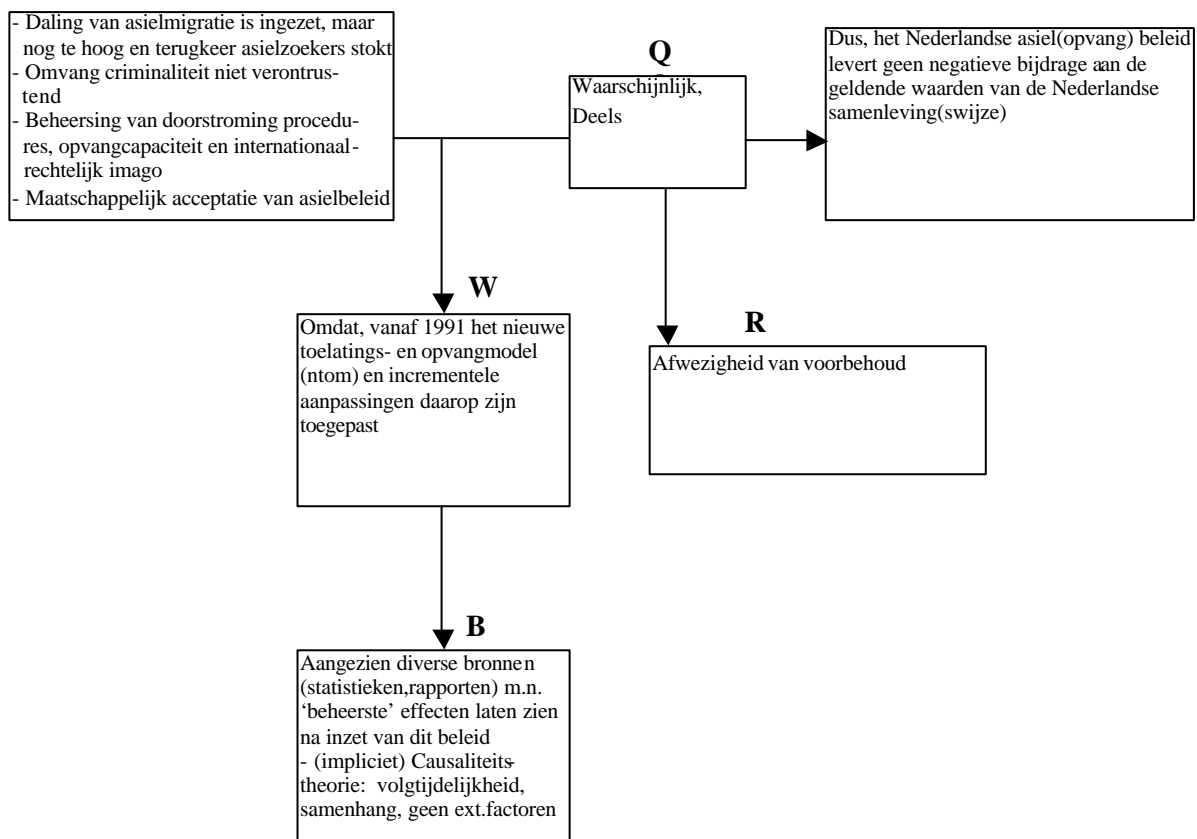 - Daling van asielmigratie is ingezet, maar
nog te hoog en terugkeer asielzoekers stokt
- Omvang criminaliteit niet verontrus-
tend
- Beheersing van doorstroming procedu-
res, opvangcapaciteit en internationaal-
rechtelijk imago
- Maatschappelijk acceptatie van asielbeleid
Q
Waarschijnlijk,
Deels
Dus, het Nederlandse asiel(opvang) beleid
levert geen negatieve bijdrage aan de
geldende waarden van de Nederlandse
samenleving(swijze)
W
Omdat, vanaf 1991 het nieuwe
toelatings- en opvangmodel
(ntom) en incrementele
aanpassingen daarop zijn
toegepast
R
Afwezigheid van voorbehoud
B
Aangezien diverse bronnen
(statistieken,rapporten) m.n.
‘beheerste’ effecten laten zien
na inzet van dit beleid
- (impliciet) Causaliteits-
theorie: volgtijdelijkheid,
samenhang, geen ext.factoren